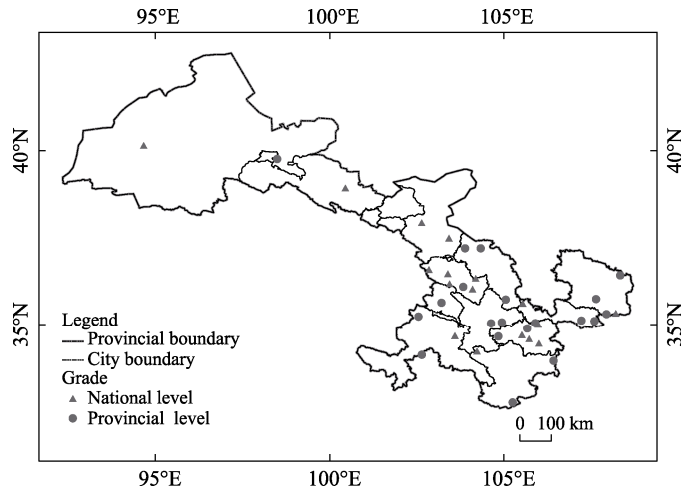 95°E 100°E 105°E
40°N 40°N
35°N 35°N
Legend
Provincial boundary
City boundary
Grade
National level
Provincial level
0 100 km
95°E 100°E 105°E